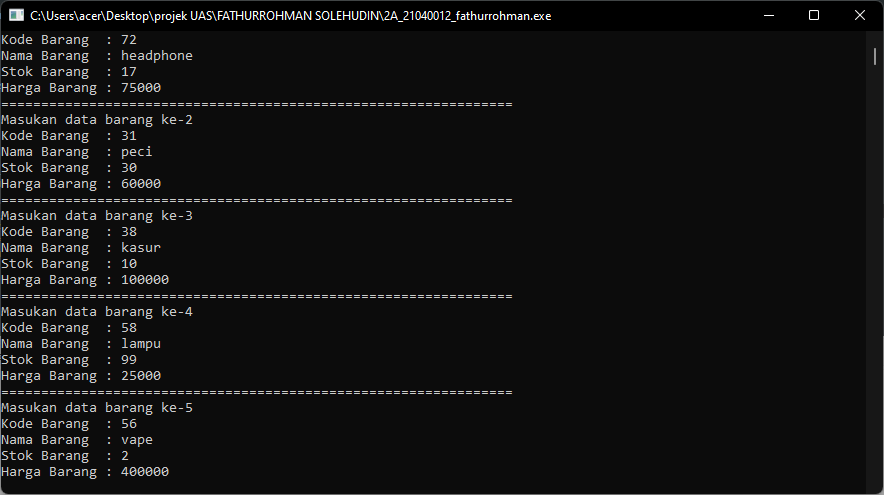 C:\Users\acer\Desktop\projek UAS\FATHURROHMAN SOLEHUDIN\2A_21040012_fathurrohman.exe
Kode Barang  : 72
Nama Barang  : headphone
Stok Barang  : 17
Harga Barang : 75000
================================================================
Masukan data barang ke-2
Kode Barang  : 31
Nama Barang  : peci
Stok Barang  : 30
Harga Barang : 60000
================================================================
Masukan data barang ke-3
Kode Barang  : 38
Nama Barang  : kasur
Stok Barang  : 10
Harga Barang : 100000
================================================================
Masukan data barang ke-4
Kode Barang  : 58
Nama Barang  : lampu
Stok Barang  : 99
Harga Barang : 25000
================================================================
Masukan data barang ke-5
Kode Barang  : 56
Nama Barang  : vape
Stok Barang  : 2
Harga Barang : 400000